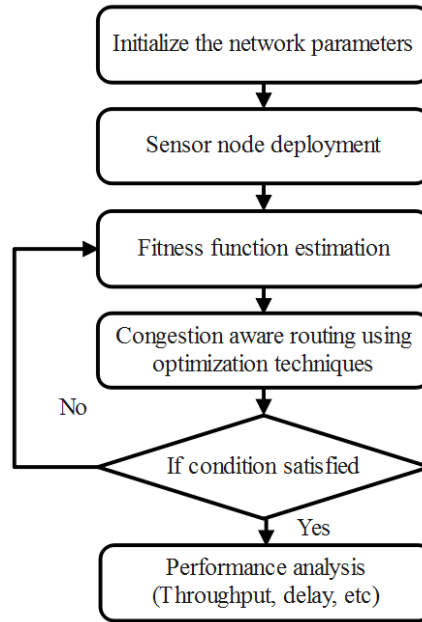 Initialize the network parameters
Sensor node deployment
Fitness function estimation
Congestion aware routing using
optimization techniques
No
If condition satisfied
Yes
Performance analysis
(Throughput, delay, etc)